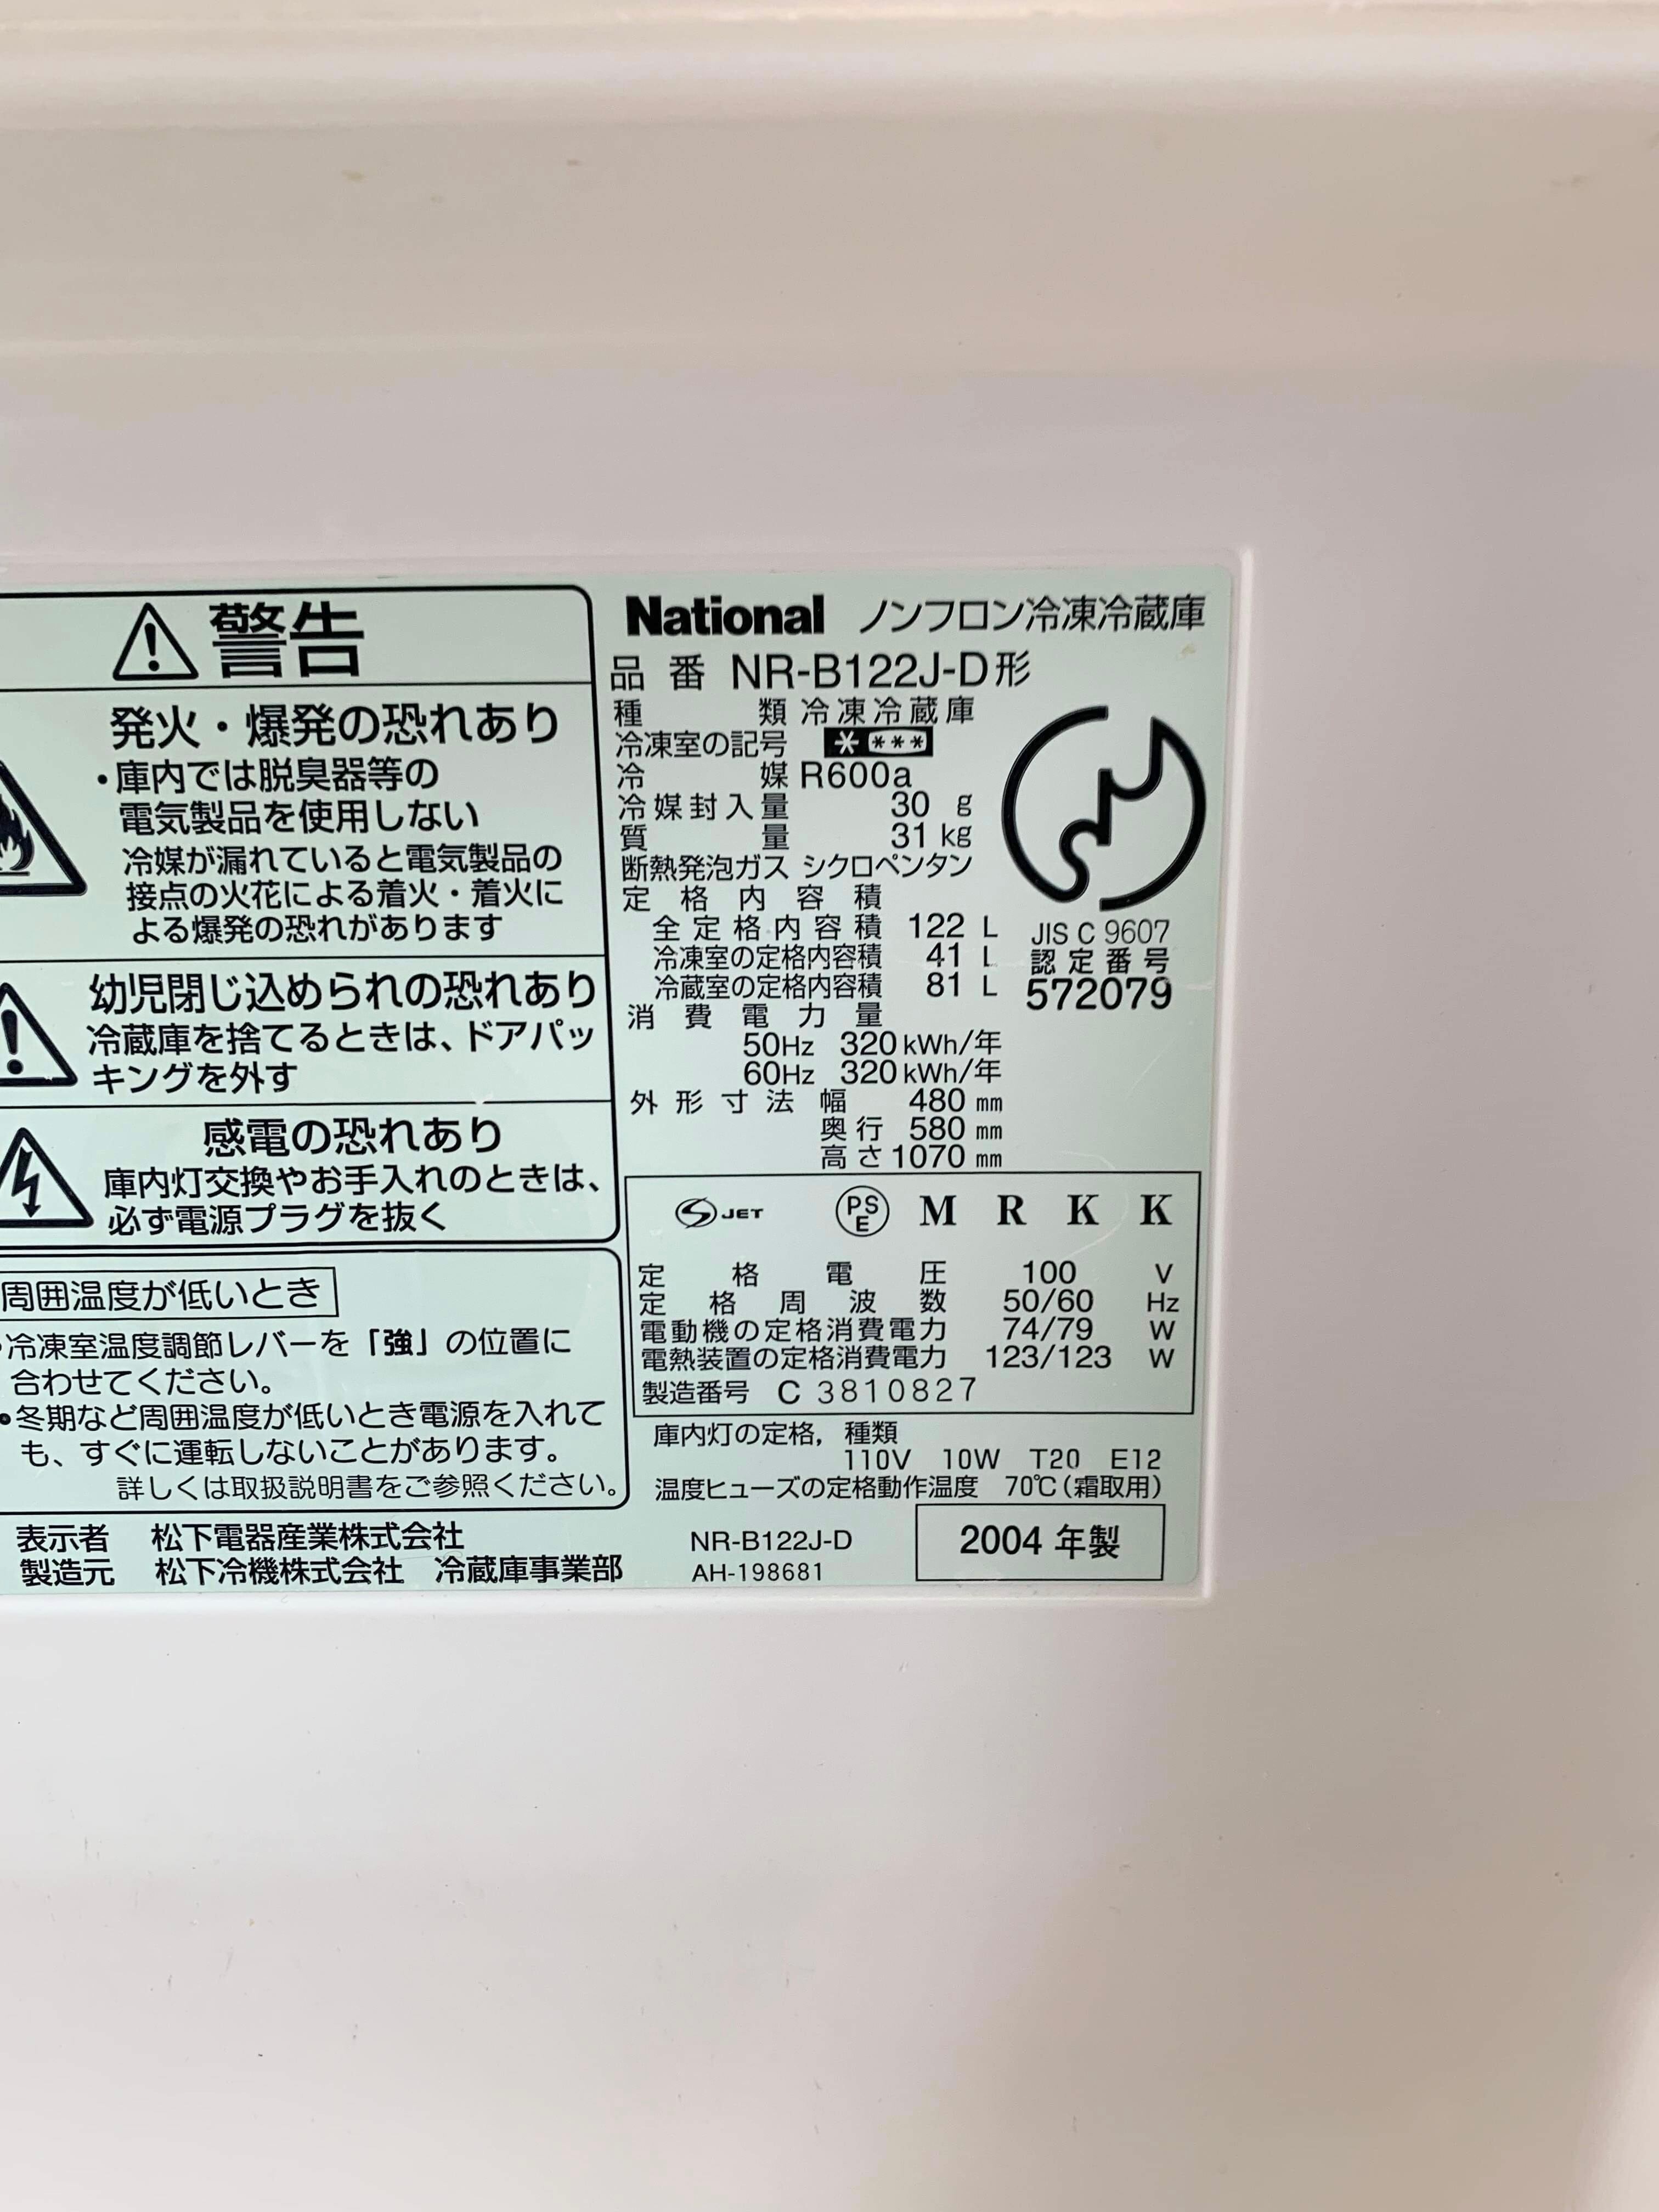 警告
発火・爆発の恐れあり
・庫内では脱臭器等の
電気製品を使用しない
冷媒が漏れていると電気製品の
接点の火花による着火・着火に
よる爆発の恐れがあります
幼児閉じ込められの恐れあり
冷蔵庫を捨てるときは、ドアパッ
キングを外す
感電の恐れあり
庫内灯交換やお手入れのときは、
必ず電源プラグを抜く
周囲温度が低いとき
・冷凍室温度調節レバーを「強」の位置に
合わせてください。
・冬期など周囲温度が低いとき電源を入れて
も、すぐに運転しないことがあります。
詳しくは取扱説明書をご参照ください。
表示者 松下電器産業株式会社
製造元 松下冷機株式会社 冷蔵庫事業部
National ノンフロン冷凍冷蔵庫
品番 NR-B122J-D形
種類 冷凍冷蔵庫
冷凍室の記号 * ***
冷媒 R600a
冷媒封入量 30 g
質量 31 kg
断熱発泡ガス シクロペンタン
定格内容積
全定格内容積 122 L
冷凍室の定格内容積 41 L
冷蔵室の定格内容積 81 L
JIS C 9607
認定番号
572079
消費電力量
50Hz 320 kWh/年
60Hz 320 kWh/年
外形寸法 幅 480 mm
奥行 580 mm
高さ 1070 mm
S JET PSE M R K K
定格電圧 100 V
定格周波数 50/60 Hz
電動機の定格消費電力 74/79 W
電熱装置の定格消費電力 123/123 W
製造番号 C 3810827
庫内灯の定格, 種類
110V 10W T20 E12
温度ヒューズの定格動作温度 70℃(霜取用)
NR-B122J-D
AH-198681
2004 年製